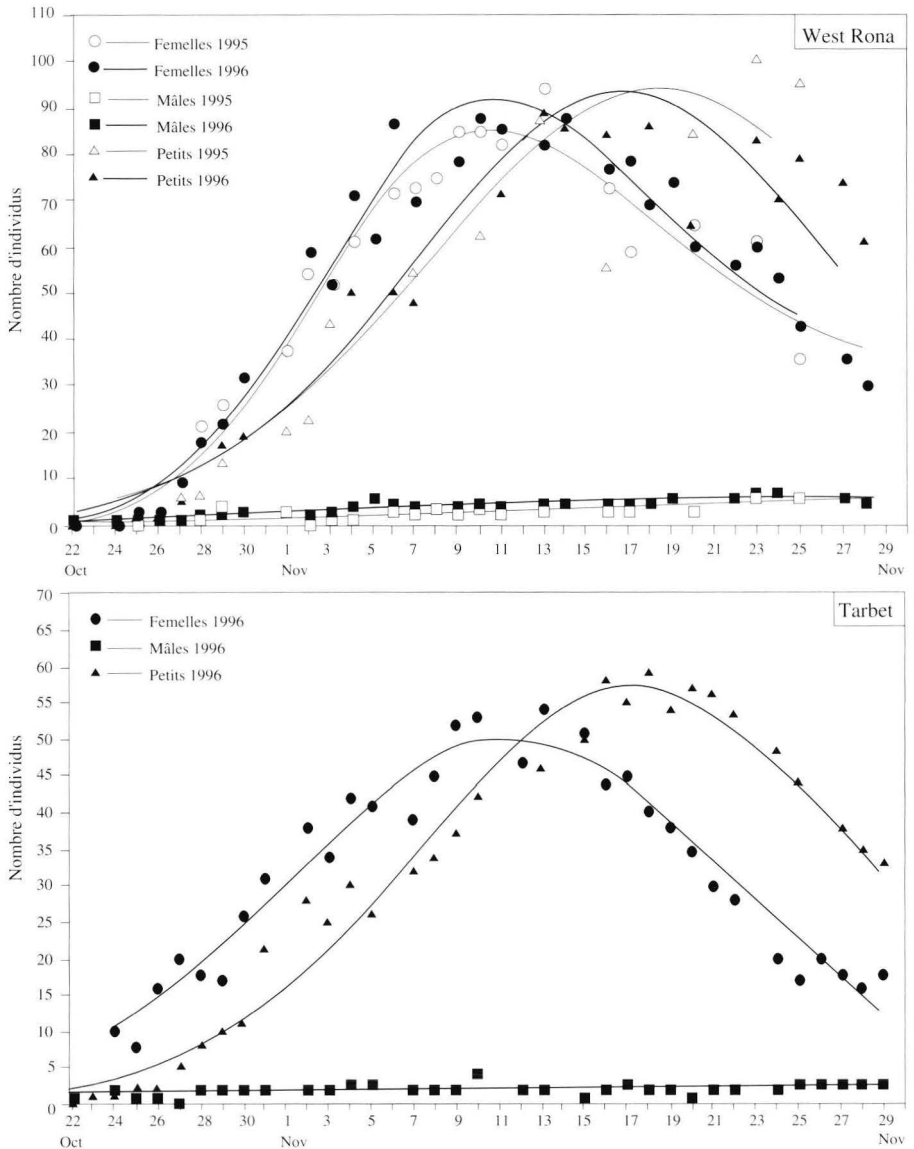 West Rona
Nombre d'individus
110
100
90
80
70
60
50
40
30
20
10
0
Femelles 1995
Femelles 1996
Mâles 1995
Mâles 1996
Petits 1995
Petits 1996
22 24 26 28 30 1 3 5 7 9 11 13 15 17 19 21 23 25 27 29
Oct Nov Nov
Tarbet
Nombre d'individus
70
65
60
55
50
45
40
35
30
25
20
15
10
5
0
Femelles 1996
Mâles 1996
Petits 1996
22 24 26 28 30 1 3 5 7 9 11 13 15 17 19 21 23 25 27 29
Oct Nov Nov